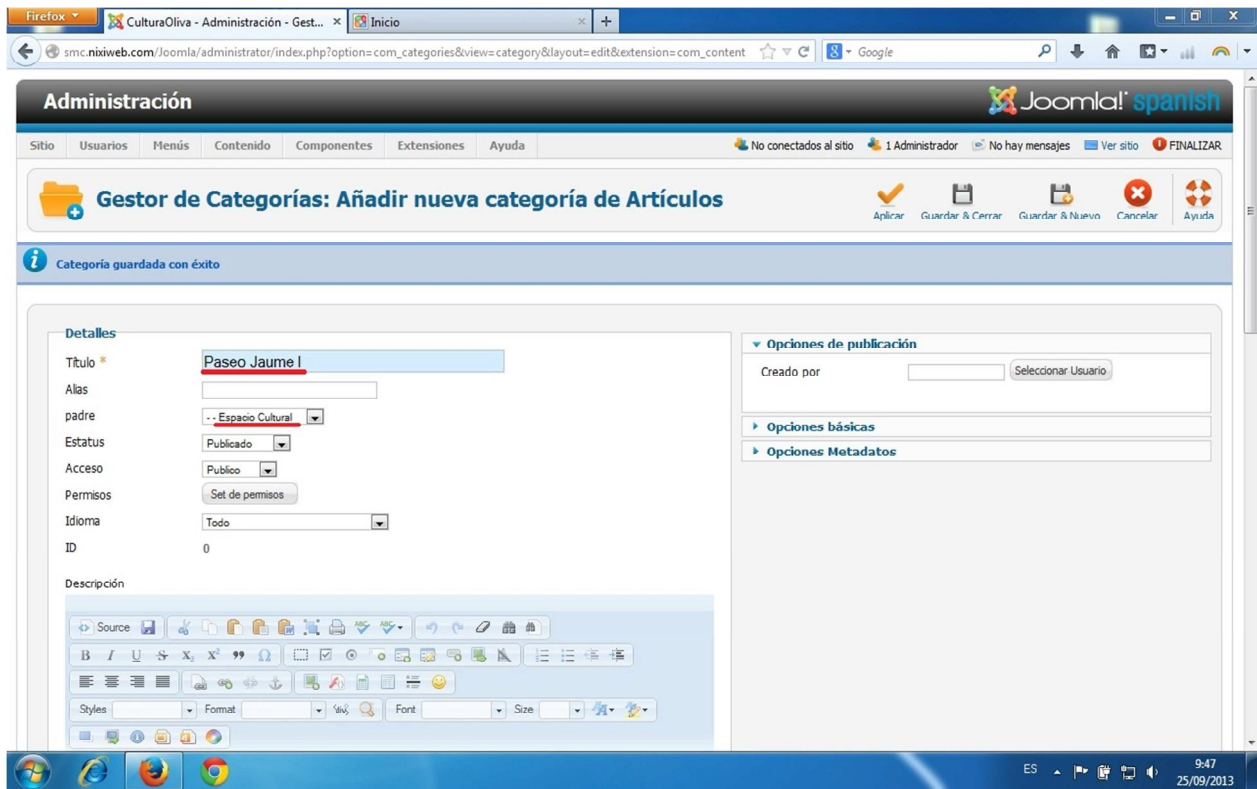 Firefox
CulturaOliva - Administración - Gest... × Inicio × +
smc.nixiweb.com/Joomla/administrator/index.php?option=com_categories&view=category&layout=edit&extension=com_content Google
Administración Joomla! spanish
Sitio Usuarios Menús Contenido Componentes Extensiones Ayuda No conectados al sitio 1 Administrador No hay mensajes Ver sitio FINALIZAR
Gestor de Categorías: Añadir nueva categoría de Artículos Aplicar Guardar & Cerrar Guardar & Nuevo Cancelar Ayuda
Categoría guardada con éxito
Detalles
Título * Paseo Jaume I
Alias
padre - - Espacio Cultural
Estatus Publicado
Acceso Publico
Permisos Set de permisos
Idioma Todo
ID 0
Descripción
Opciones de publicación
Creado por Seleccionar Usuario
Opciones básicas
Opciones Metadatos
Source ABC ABC
B I U S X₂ X² Ω
Styles Format Font Size A
ES 9:47
25/09/2013